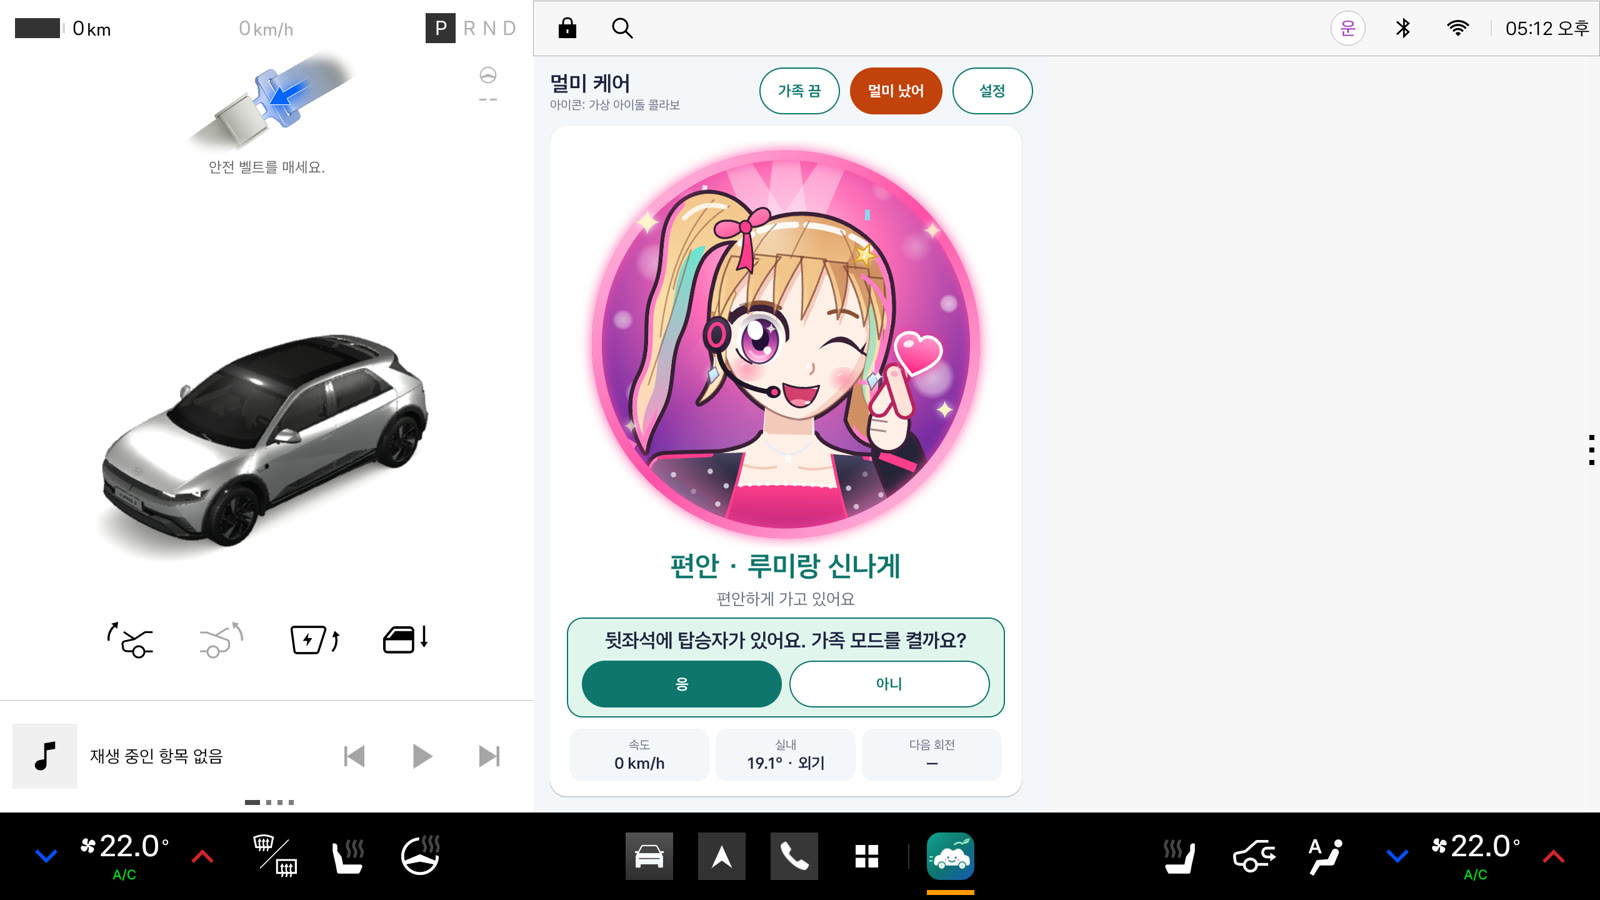 0 km
0 km/h
P R N D
안전 벨트를 매세요.
--
재생 중인 항목 없음
운
05:12 오후
멀미 케어
아이콘: 가상 아이돌 콜라보
가족 끔
멀미 났어
설정
편안 · 루미랑 신나게
편안하게 가고 있어요
뒷좌석에 탑승자가 있어요. 가족 모드를 켤까요?
응
아니
속도
0 km/h
실내
19.1° · 외기
다음 회전
—
22.0°
A/C
A
22.0°
A/C